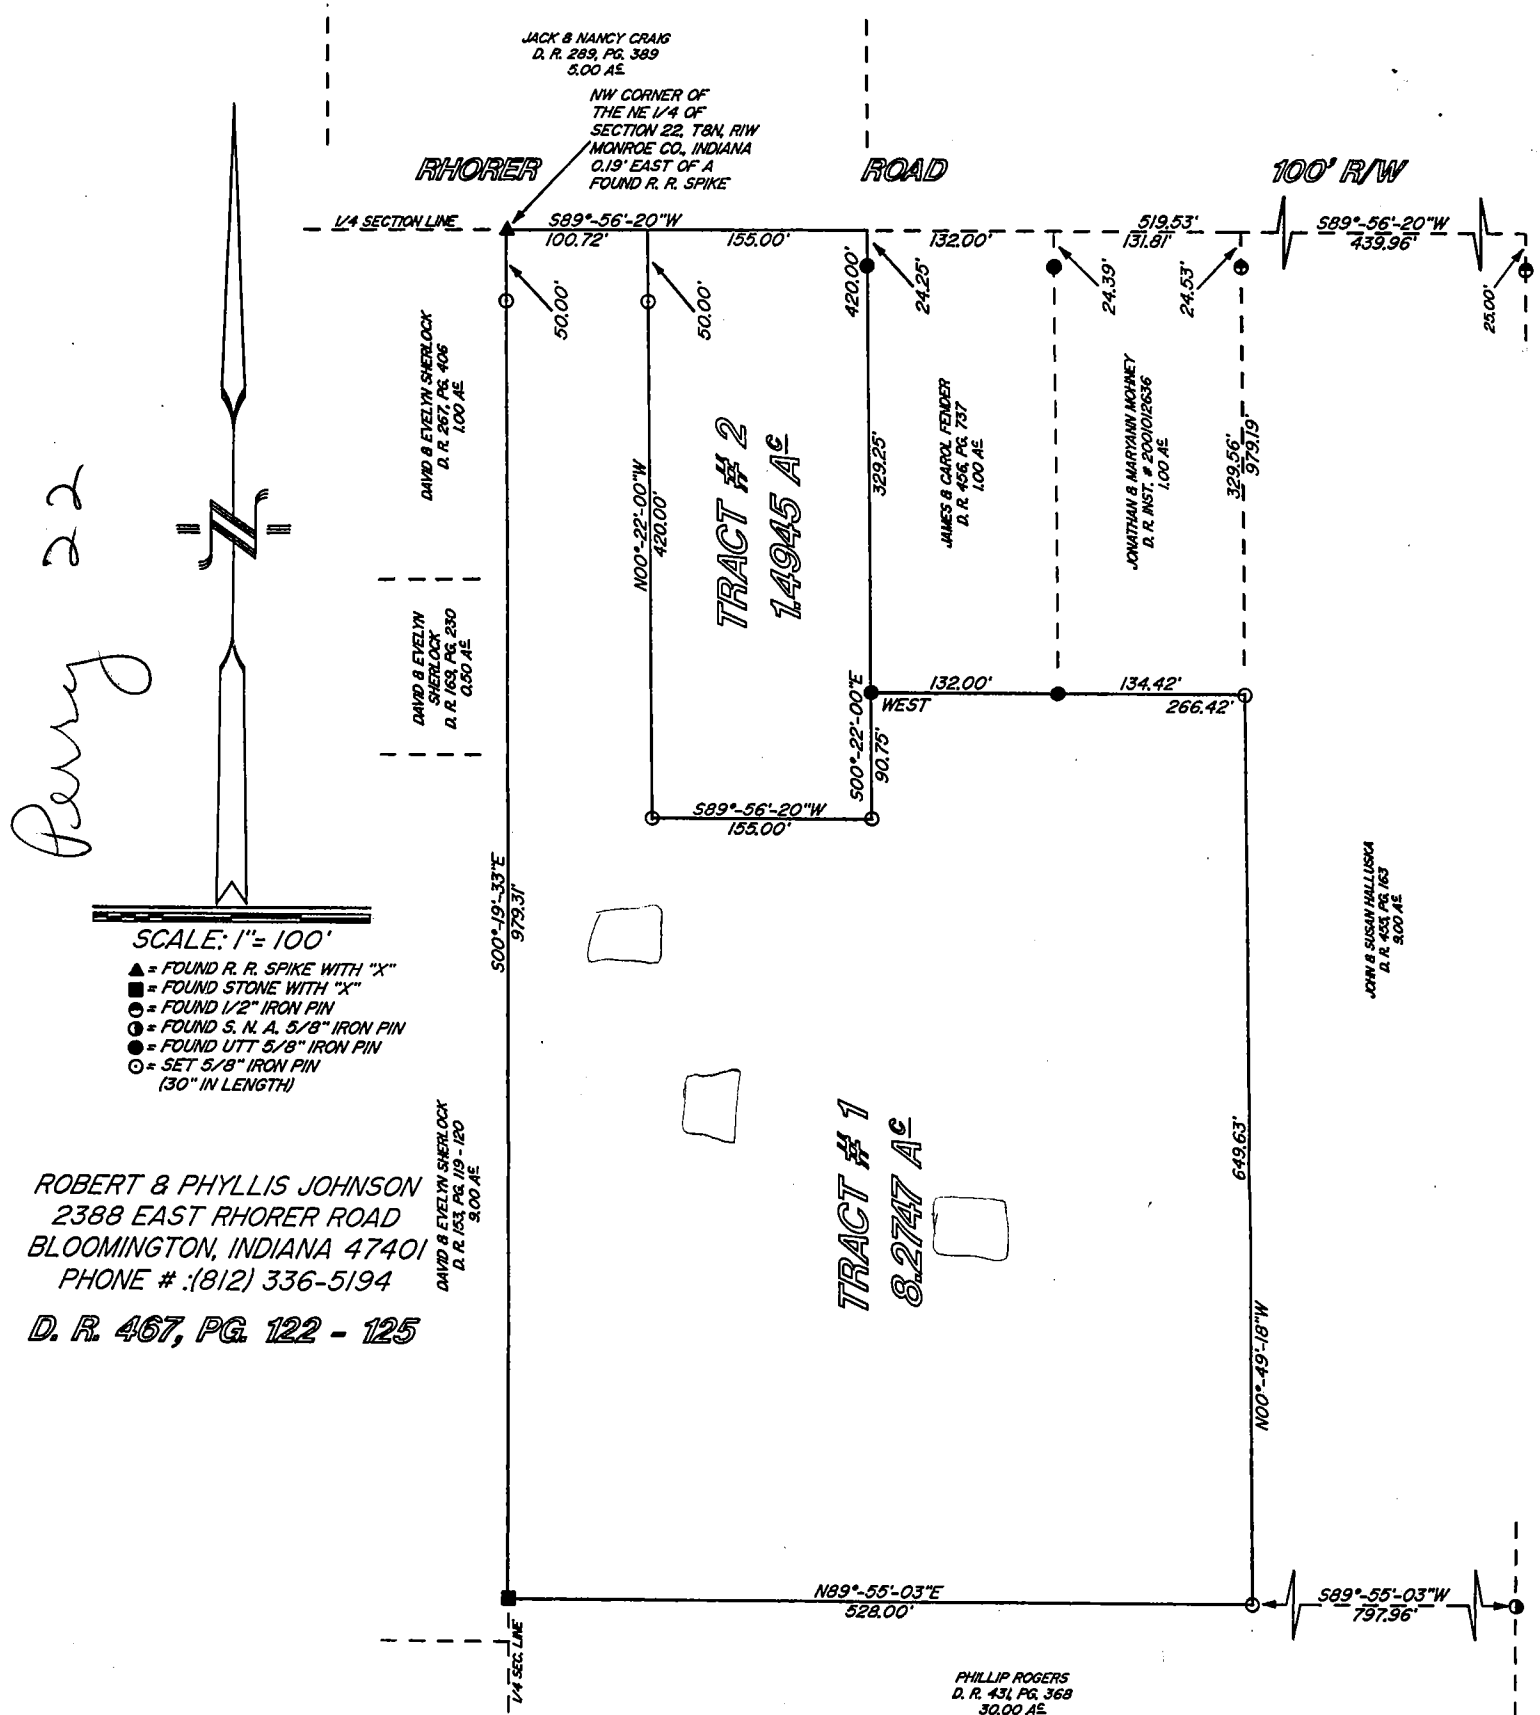 JACK & NANCY CRAIG
D. R. 289, PG. 389
5.00 Ac
NW CORNER OF
THE NE 1/4 OF
SECTION 22, T8N, R1W
MONROE CO., INDIANA
0.19' EAST OF A
FOUND R. R. SPIKE
RHORER
ROAD
100' R/W
1/4 SECTION LINE
S89°-56'-20"W
100.72'
155.00'
132.00'
519.53'
131.81'
S89°-56'-20"W
439.96'
50.00'
50.00'
420.00'
24.25'
24.39'
24.53'
25.00'
DAVID & EVELYN SHERLOCK
D. R. 267, PG. 406
1.00 Ac
N00°-22'-00"W
420.00'
TRACT # 2
1.4945 Ac
329.25'
JAMES & CAROL FENDER
D. R. 456, PG. 737
1.00 Ac
JONATHAN & MARYANN MOHNEY
D. R. INST. # 2001012636
1.00 Ac
329.56'
979.19'
Perry 22
DAVID & EVELYN
SHERLOCK
D. R. 169, PG. 230
0.50 Ac
132.00'
134.42'
WEST
266.42'
S00°-22'-00"E
90.75'
S89°-56'-20"W
155.00'
S00°-19'-33"E
979.31'
JOHN & SUSAN HALLUSKA
D. R. 455, PG. 163
9.00 Ac
N
SCALE: 1"= 100'
= FOUND R. R. SPIKE WITH "X"
= FOUND STONE WITH "X"
= FOUND 1/2" IRON PIN
= FOUND S. N. A. 5/8" IRON PIN
= FOUND UTT 5/8" IRON PIN
= SET 5/8" IRON PIN
(30" IN LENGTH)
DAVID & EVELYN SHERLOCK
D. R. 153, PG. 119 - 120
9.00 Ac
TRACT # 1
8.2747 Ac
649.63'
N00°-49'-18"W
ROBERT & PHYLLIS JOHNSON
2388 EAST RHORER ROAD
BLOOMINGTON, INDIANA 47401
PHONE # :(812) 336-5194
D. R. 467, PG. 122 - 125
N89°-55'-03"E
528.00'
S89°-55'-03"W
797.96'
1/4 SEC. LINE
PHILLIP ROGERS
D. R. 431, PG. 368
30.00 Ac